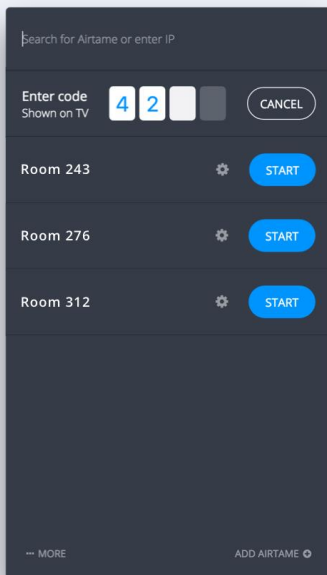 Search for Airtame or enter IP
Enter code 4 2 CANCEL
Shown on TV
Room 243 START
Room 276 START
Room 312 START
··· MORE ADD AIRTAME